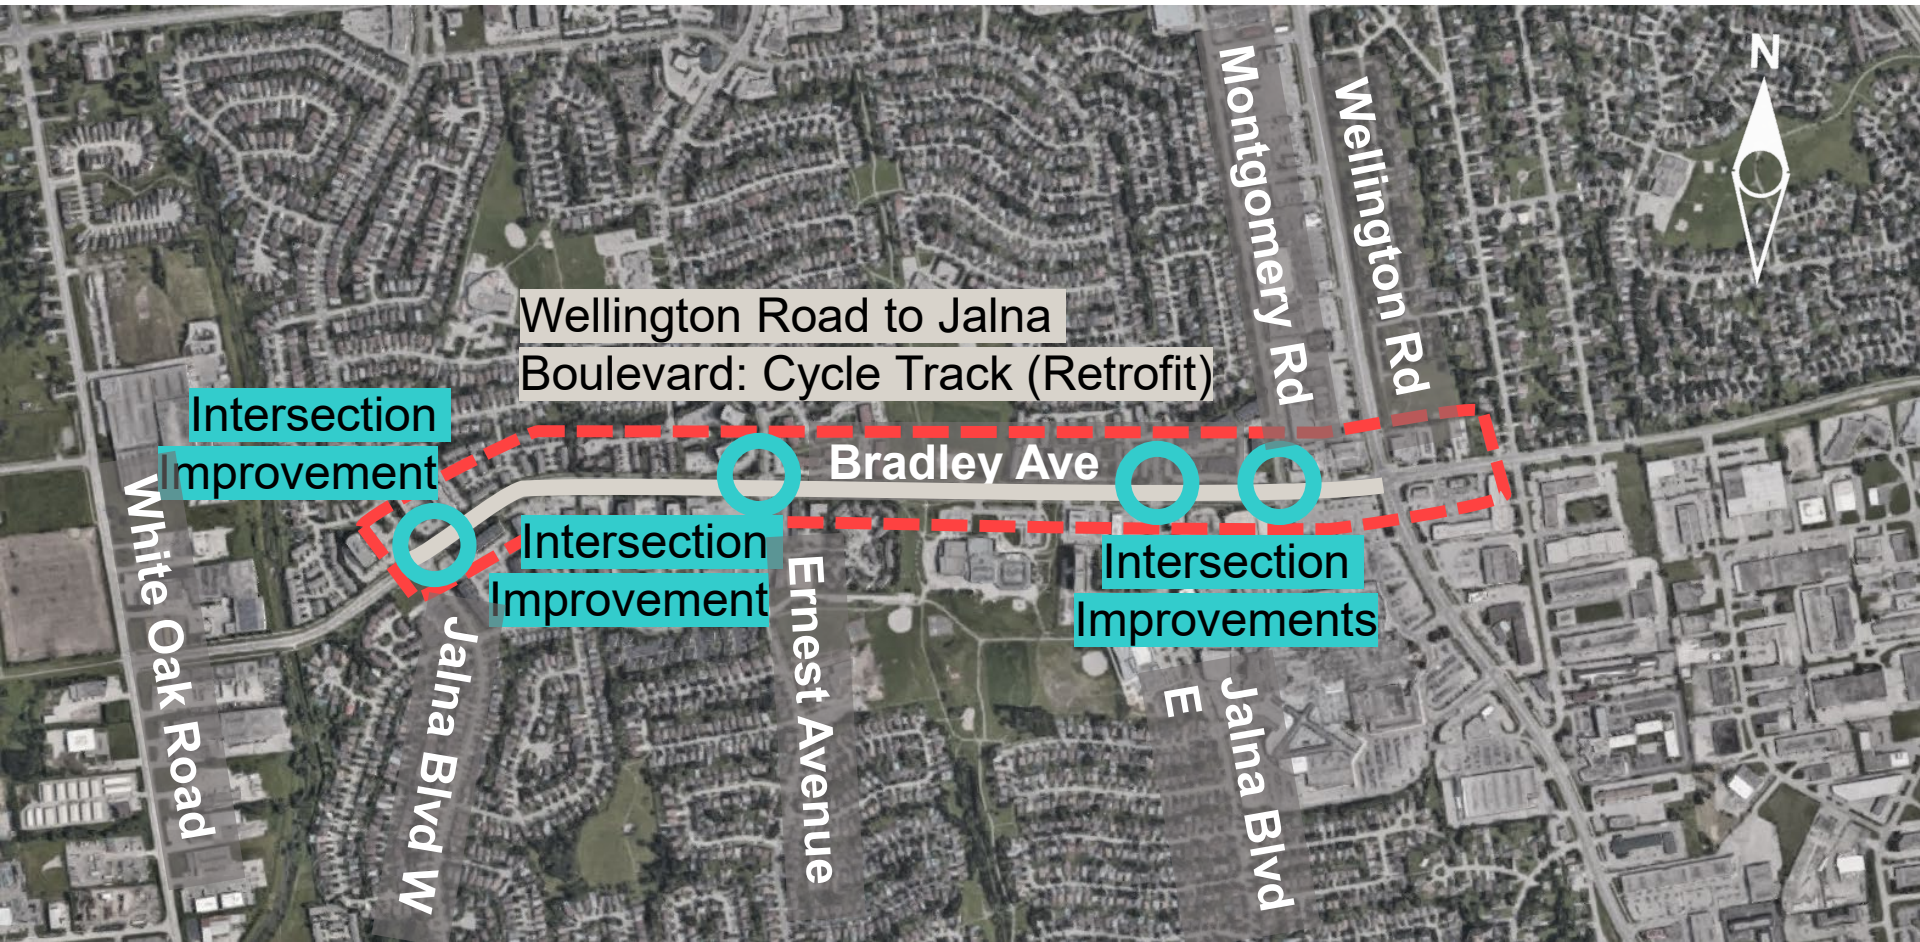 N
Montgomery Rd
Wellington Rd
Wellington Road to Jalna
Boulevard: Cycle Track (Retrofit)
Intersection
Improvement
Bradley Ave
White Oak Road
Intersection
Improvement
Intersection
Improvements
Jalna Blvd W
Ernest Avenue
Jalna Blvd
E